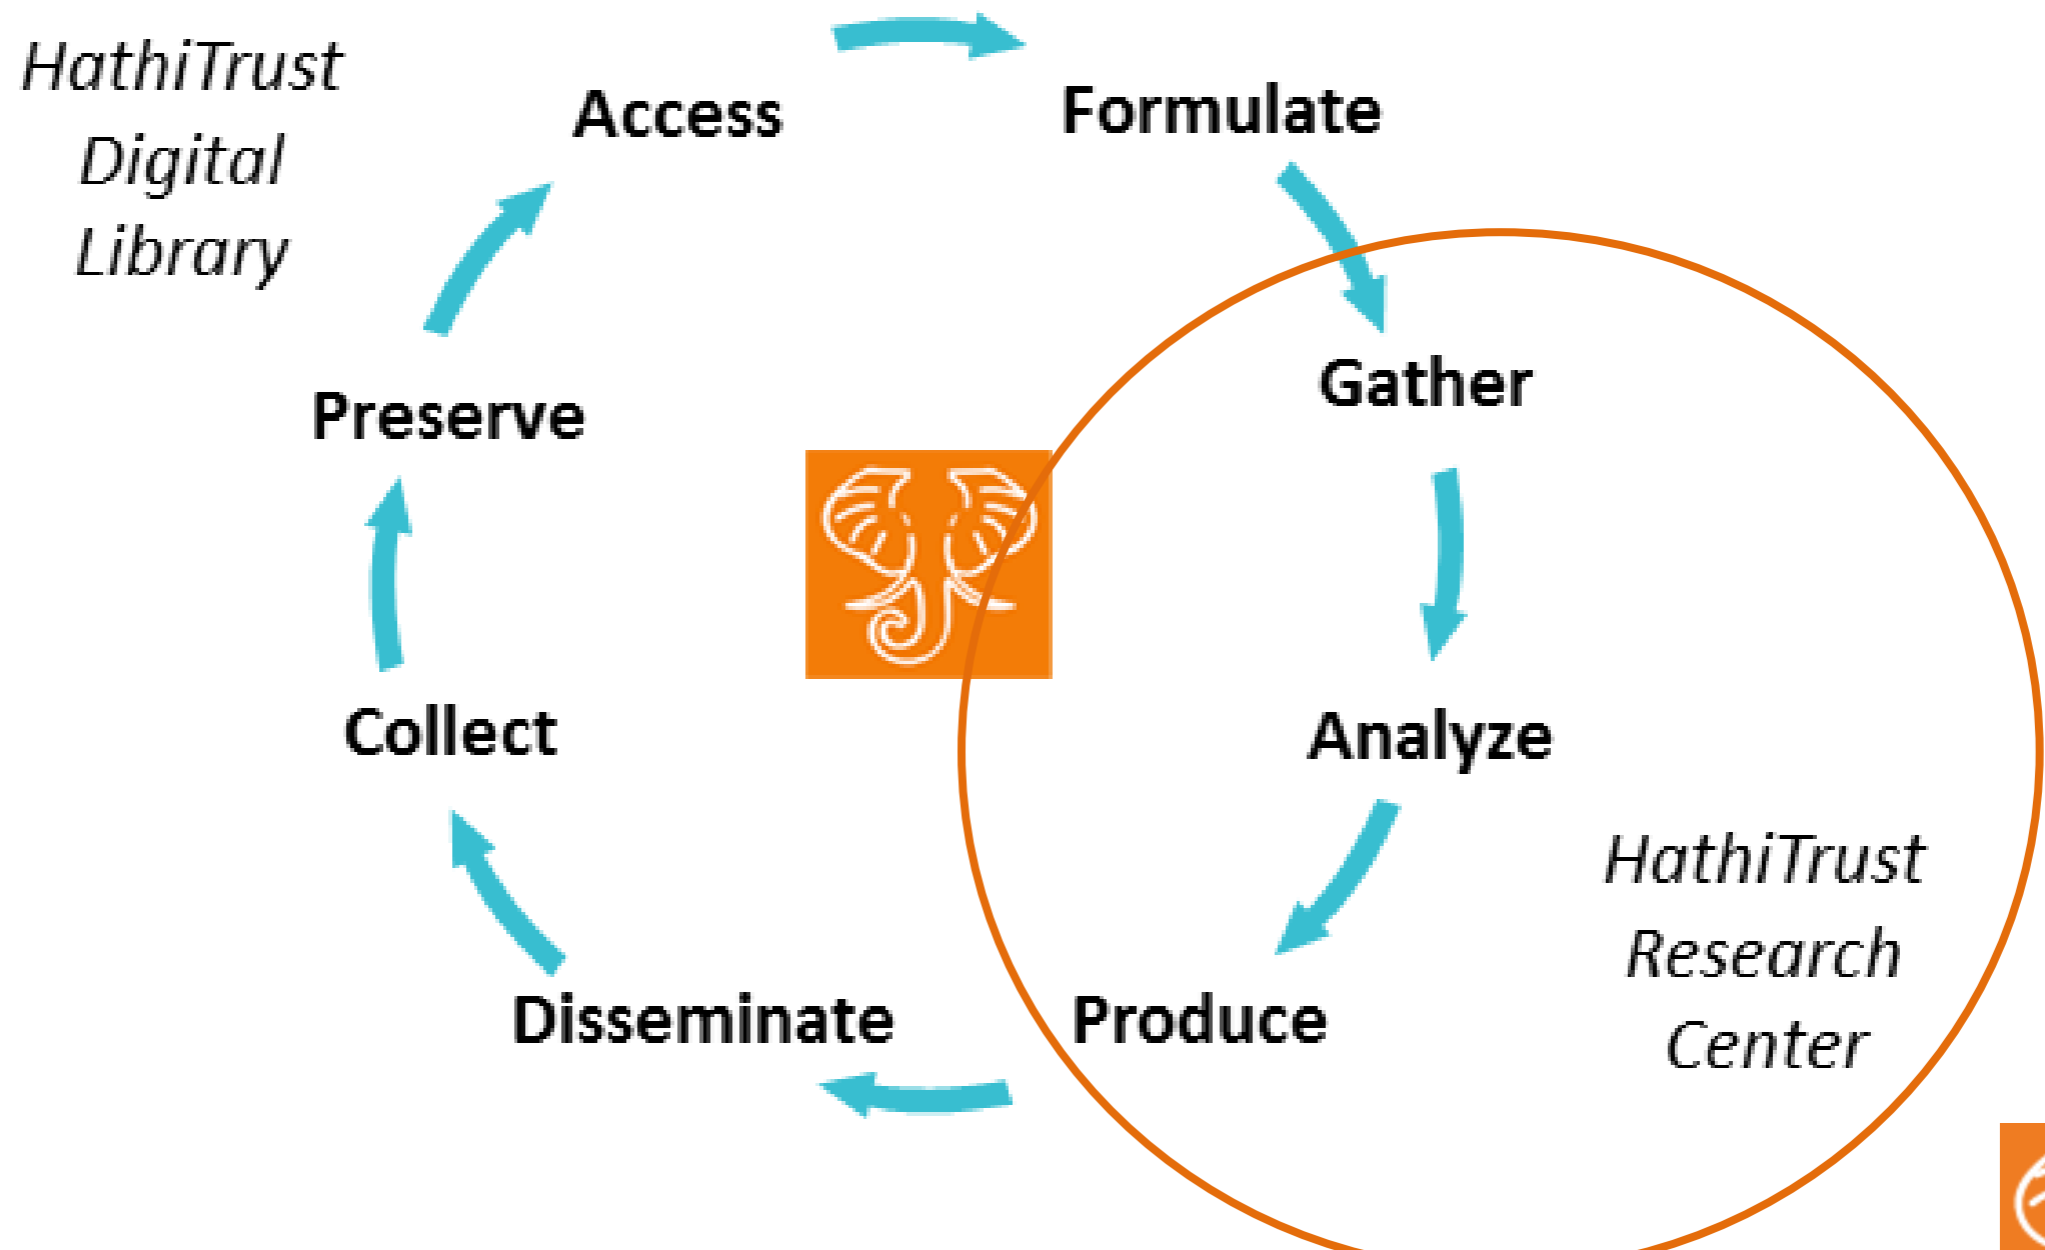 HathiTrust
Digital
Library
Access
Formulate
Gather
Preserve
Collect
Analyze
HathiTrust
Research
Center
Disseminate
Produce